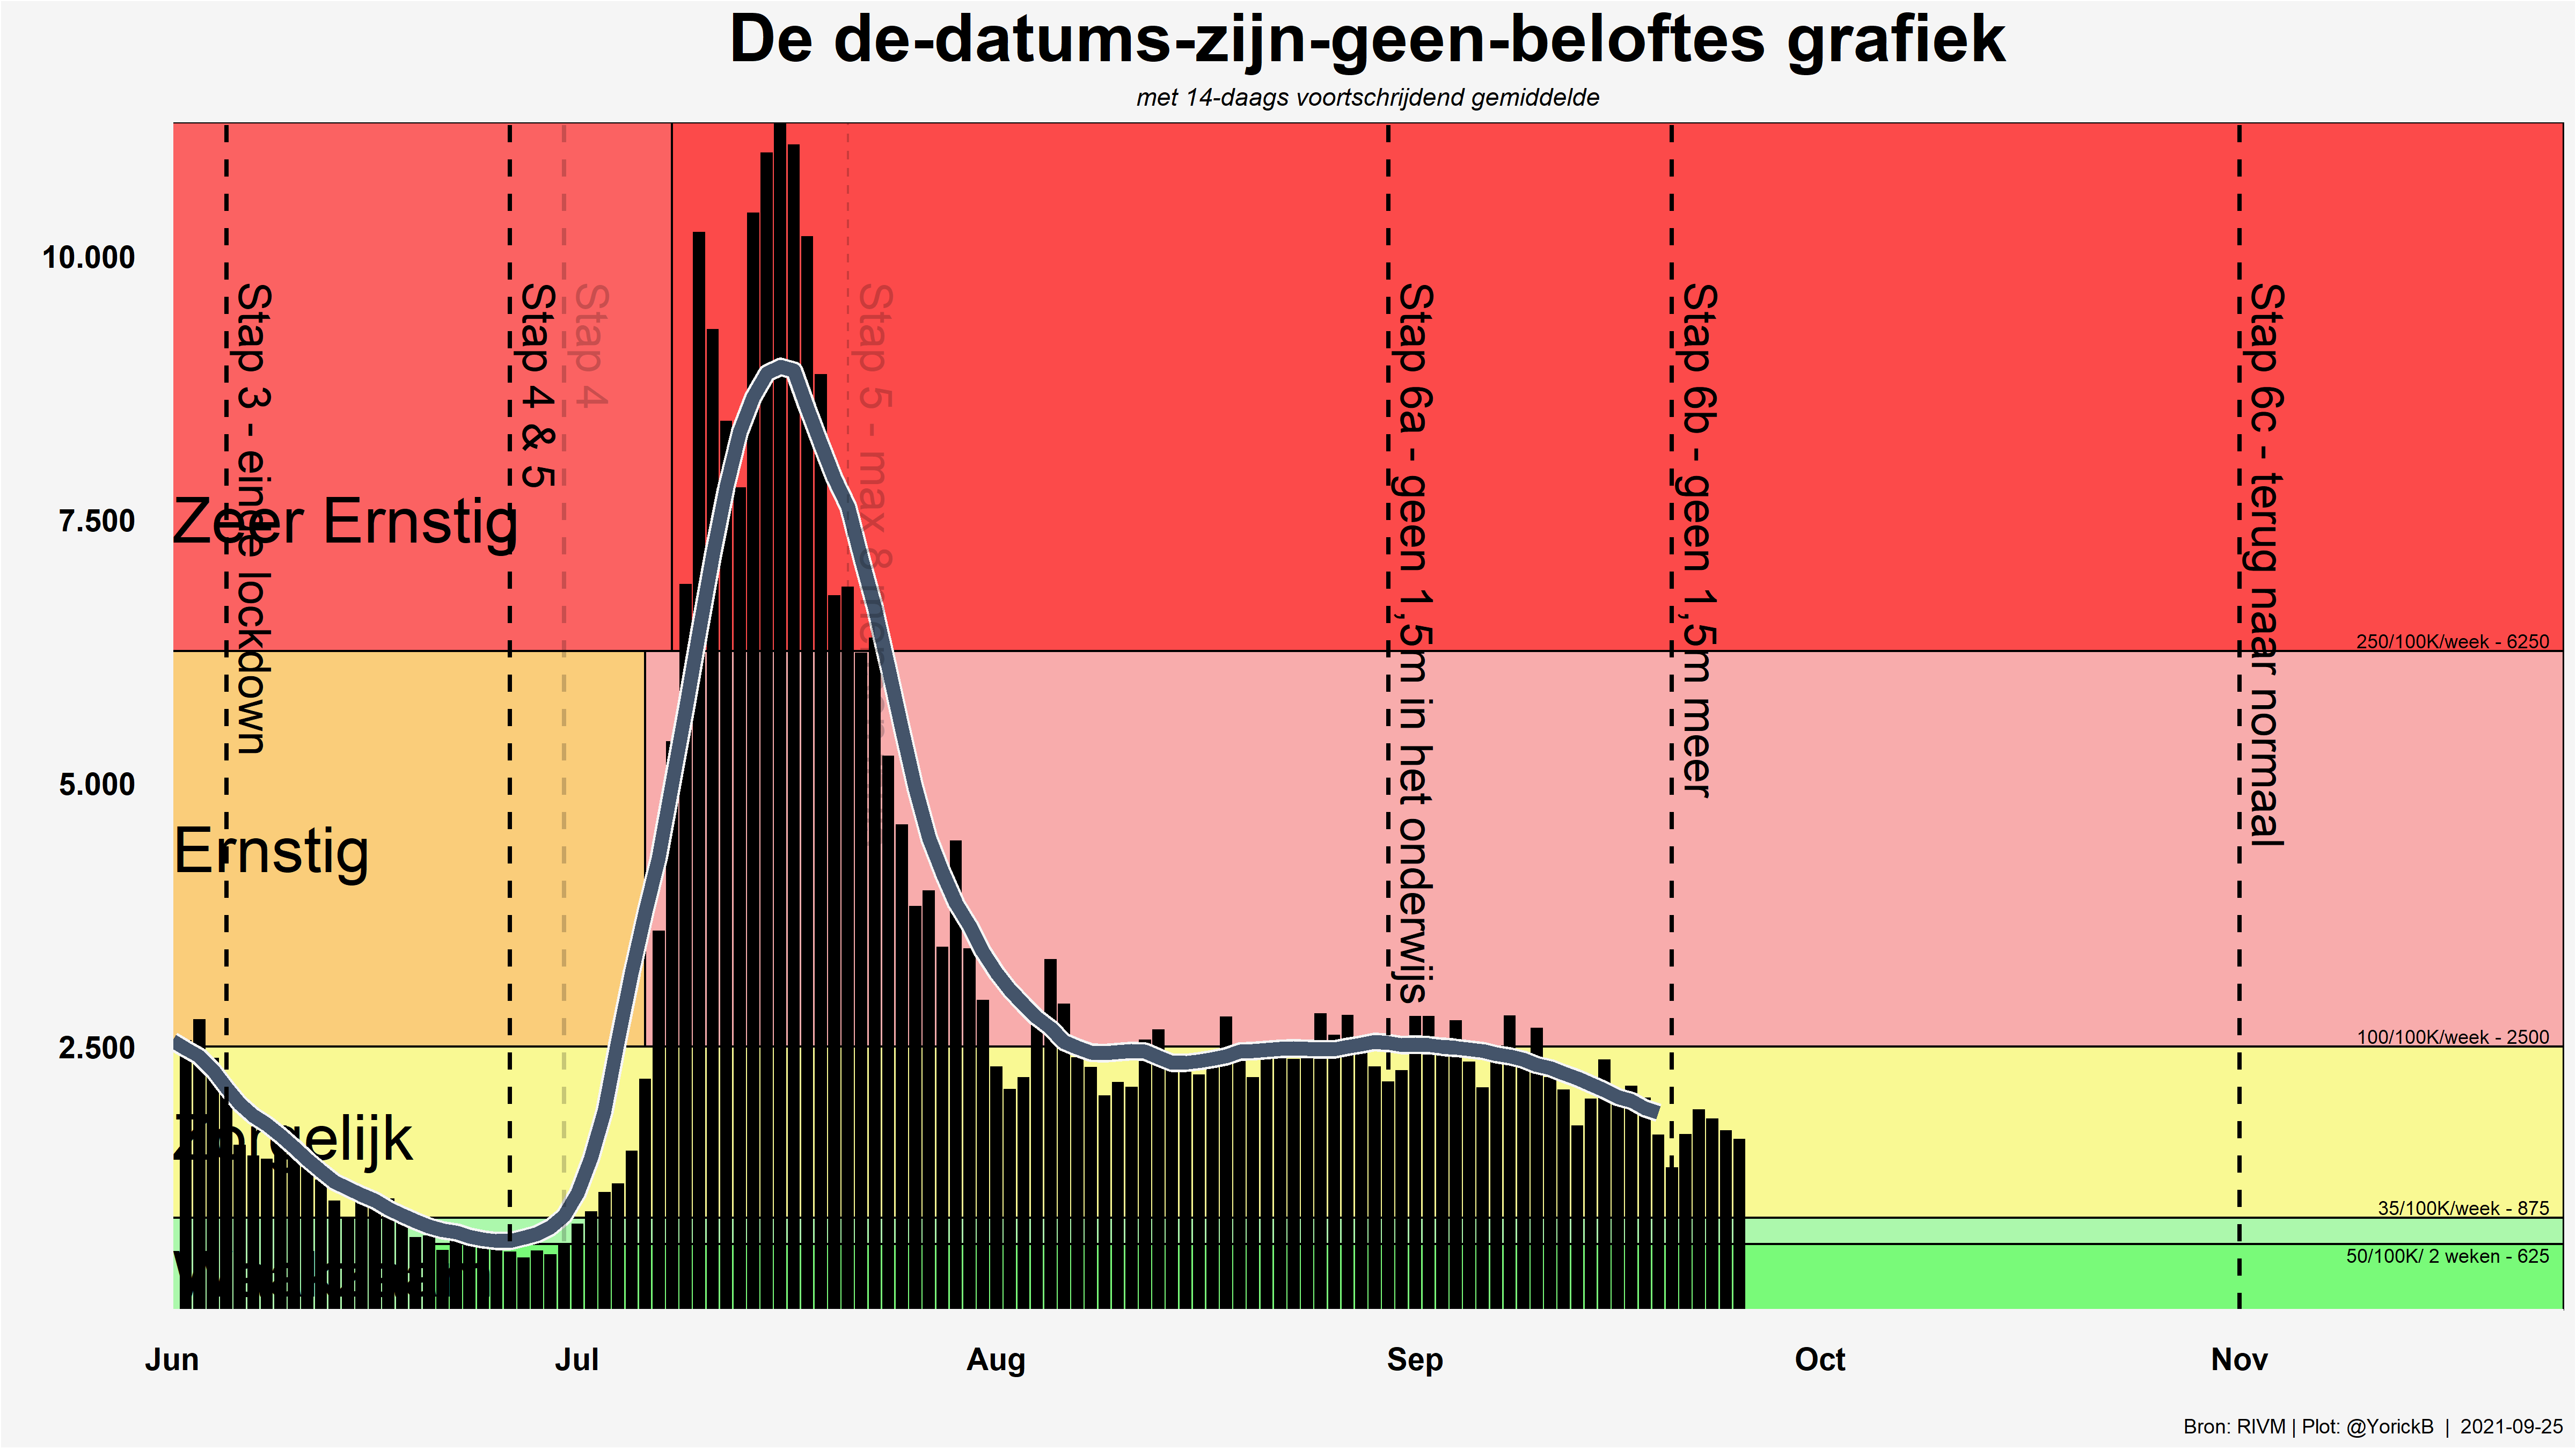 De de-datums-zijn-geen-beloftes grafiek
met 14-daags voortschrijdend gemiddelde
10.000
7.500
5.000
2.500
Stap 3 - einde lockdown
Stap 4 & 5
Stap 4
Stap 5 - max 8
Stap 6a - geen 1,5m in het onderwijs
Stap 6b - geen 1,5m meer
Stap 6c - terug naar normaal
Zeer Ernstig
Ernstig
Zorgelijk
250/100K/week - 6250
100/100K/week - 2500
35/100K/week - 875
50/100K/ 2 weken - 625
Jun
Jul
Aug
Sep
Oct
Nov
Bron: RIVM | Plot: @YorickB | 2021-09-25